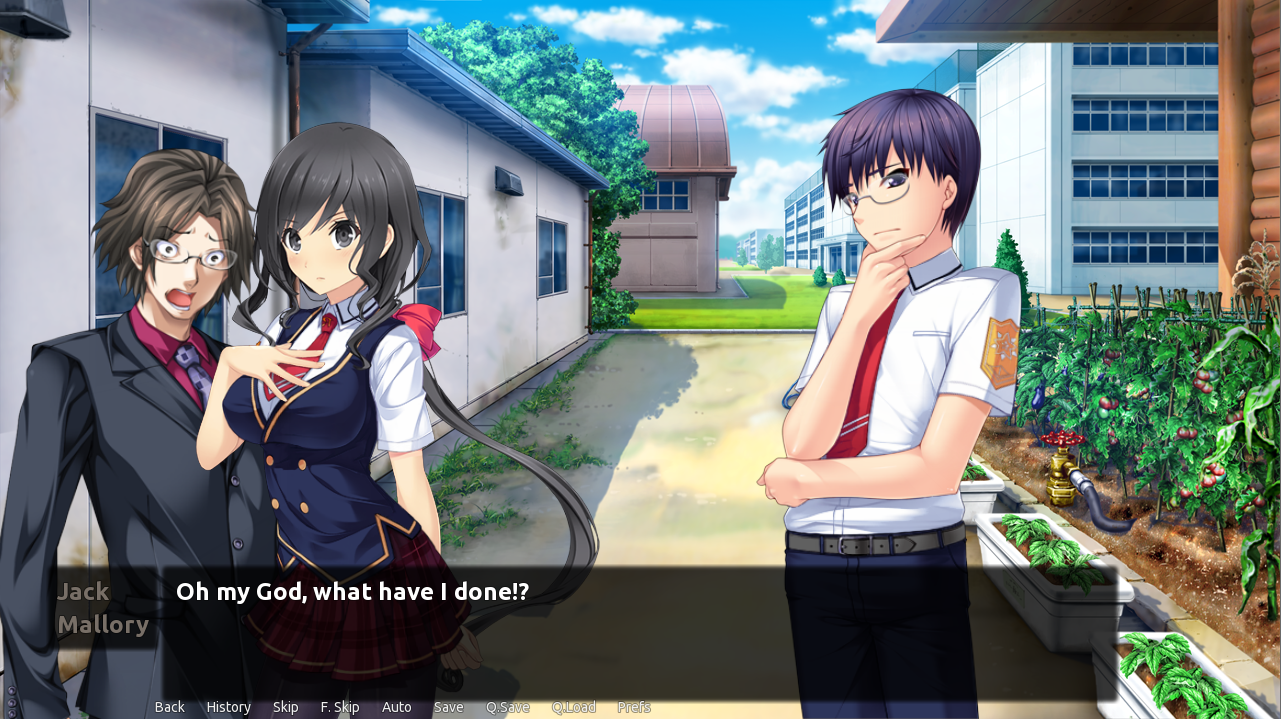 Jack
Mallory
Oh my God, what have I done!?
Back History Skip F. Skip Auto Save Q.Save Q.Load Prefs